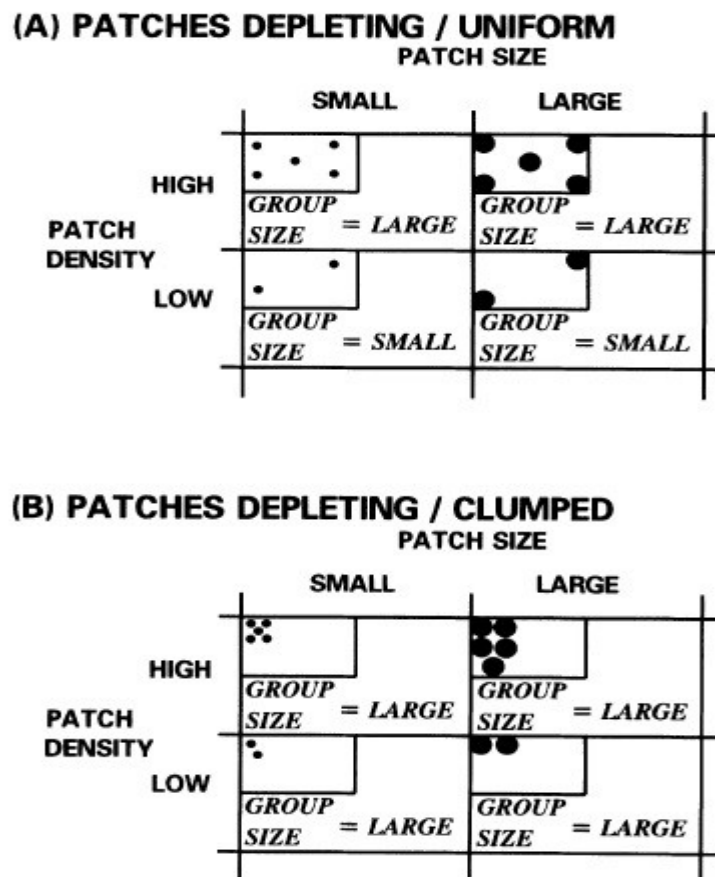 (A) PATCHES DEPLETING / UNIFORM
PATCH SIZE
SMALL LARGE
HIGH
GROUP SIZE = LARGE GROUP SIZE = LARGE
PATCH DENSITY
LOW
GROUP SIZE = SMALL GROUP SIZE = SMALL
(B) PATCHES DEPLETING / CLUMPED
PATCH SIZE
SMALL LARGE
HIGH
GROUP SIZE = LARGE GROUP SIZE = LARGE
PATCH DENSITY
LOW
GROUP SIZE = LARGE GROUP SIZE = LARGE